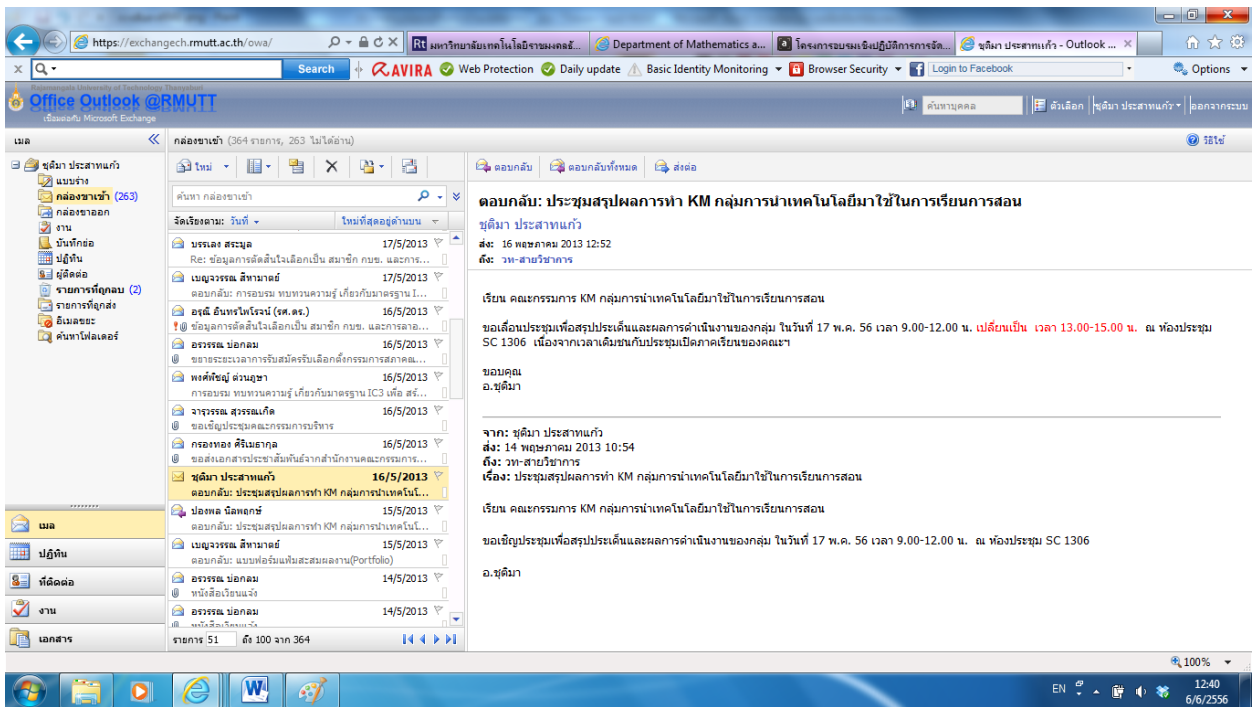 https://exchangech.rmutt.ac.th/owa/
Rt มหาวิทยาลัยเทคโนโลยีราชมงคลธั...
Department of Mathematics a...
โครงการอบรมเชิงปฏิบัติการการจัด...
ชุติมา ประสาทแก้ว - Outlook ...
Search
AVIRA
Web Protection
Daily update
Basic Identity Monitoring
Browser Security
Login to Facebook
Options
Rajamangala University of Technology Thanyaburi
Office Outlook @RMUTT
เชื่อมต่อกับ Microsoft Exchange
ค้นหาบุคคล
ตัวเลือก
ชุติมา ประสาทแก้ว
ออกจากระบบ
เมล
กล่องขาเข้า (364 รายการ, 263 ไม่ได้อ่าน)
วิธีใช้
ชุติมา ประสาทแก้ว
แบบร่าง
กล่องขาเข้า (263)
กล่องขาออก
งาน
บันทึกย่อ
ปฏิทิน
ผู้ติดต่อ
รายการที่ถูกลบ (2)
รายการที่ถูกส่ง
อีเมลขยะ
ค้นหาโฟลเดอร์
เมล
ปฏิทิน
ที่ติดต่อ
งาน
เอกสาร
ใหม่
ค้นหา กล่องขาเข้า
จัดเรียงตาม: วันที่
ใหม่ที่สุดอยู่ด้านบน
บรรเลง สระมูล 17/5/2013
Re: ข้อมูลการตัดสินใจเลือกเป็น สมาชิก กบข. และการ...
เบญจวรรณ สีหามาตย์ 17/5/2013
ตอบกลับ: การอบรม ทบทวนความรู้ เกี่ยวกับมาตรฐาน I...
อรุณี อินทรไพโรจน์ (รศ.ดร.) 16/5/2013
ข้อมูลการตัดสินใจเลือกเป็น สมาชิก กบข. และการลาอ...
อรวรรณ บ่อกลม 16/5/2013
ขยายระยะเวลาการรับสมัครรับเลือกตั้งกรรมการสภาคณ...
พงศ์พิชญ์ ต่วนภูษา 16/5/2013
การอบรม ทบทวนความรู้ เกี่ยวกับมาตรฐาน IC3 เพื่อ สร้...
จารุวรรณ สุวรรณเกิด 16/5/2013
ขอเชิญประชุมคณะกรรมการบริหาร
กรองทอง ศิริเมธากุล 16/5/2013
ขอส่งเอกสารประชาสัมพันธ์จากสำนักงานคณะกรรมการ...
ชุติมา ประสาทแก้ว 16/5/2013
ตอบกลับ: ประชุมสรุปผลการทำ KM กลุ่มการนำเทคโนโ...
ปองพล นิลพฤกษ์ 15/5/2013
ตอบกลับ: ประชุมสรุปผลการทำ KM กลุ่มการนำเทคโนโ...
เบญจวรรณ สีหามาตย์ 15/5/2013
ตอบกลับ: แบบฟอร์มแฟ้มสะสมผลงาน(Portfolio)
อรวรรณ บ่อกลม 14/5/2013
หนังสือเวียนแจ้ง
อรวรรณ บ่อกลม 14/5/2013
หนังสือเวียนแจ้ง
รายการ 51 ถึง 100 จาก 364
ตอบกลับ
ตอบกลับทั้งหมด
ส่งต่อ
ตอบกลับ: ประชุมสรุปผลการทำ KM กลุ่มการนำเทคโนโลยีมาใช้ในการเรียนการสอน
ชุติมา ประสาทแก้ว
ส่ง: 16 พฤษภาคม 2013 12:52
ถึง: วท-สายวิชาการ
เรียน คณะกรรมการ KM กลุ่มการนำเทคโนโลยีมาใช้ในการเรียนการสอน
ขอเลื่อนประชุมเพื่อสรุปประเด็นและผลการดำเนินงานของกลุ่ม ในวันที่ 17 พ.ค. 56 เวลา 9.00-12.00 น. เปลี่ยนเป็น เวลา 13.00-15.00 น. ณ ห้องประชุม
SC 1306 เนื่องจากเวลาเดิมชนกับประชุมเปิดภาคเรียนของคณะฯ
ขอบคุณ
อ.ชุติมา
จาก: ชุติมา ประสาทแก้ว
ส่ง: 14 พฤษภาคม 2013 10:54
ถึง: วท-สายวิชาการ
เรื่อง: ประชุมสรุปผลการทำ KM กลุ่มการนำเทคโนโลยีมาใช้ในการเรียนการสอน
เรียน คณะกรรมการ KM กลุ่มการนำเทคโนโลยีมาใช้ในการเรียนการสอน
ขอเชิญประชุมเพื่อสรุปประเด็นและผลการดำเนินงานของกลุ่ม ในวันที่ 17 พ.ค. 56 เวลา 9.00-12.00 น. ณ ห้องประชุม SC 1306
อ.ชุติมา
100%
EN
12:40
6/6/2556